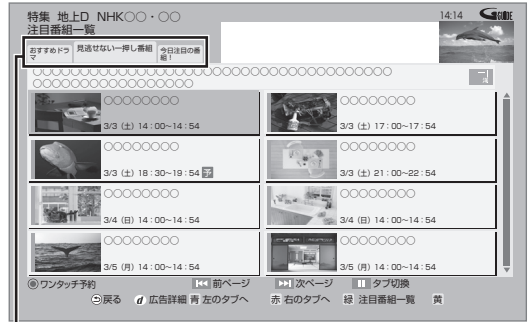 特集 地上D NHK○○・○○
14:14 G GUIDE
注目番組一覧
おすすめドラマ
見逃せない一押し番組
今日注目の番組!
○○○○○○○○○○○○○○○○○○○○○○○○○○○○○○○○○○○○○
○○○○○○○○○○○○○○○○○
○○○○○○○○
3/3 (土) 14:00~14:54
○○○○○○○○
3/3 (土) 17:00~17:54
○○○○○○○○
3/3 (土) 18:30~19:54 予
○○○○○○○○
3/3 (土) 21:00~22:54
○○○○○○○○
3/4 (日) 14:00~14:54
○○○○○○○○
3/4 (日) 14:00~14:54
○○○○○○○○
3/5 (月) 14:00~14:54
○○○○○○○○
3/5 (月) 14:00~14:54
ワンタッチ予約 前ページ 次ページ タブ切換
戻る d 広告詳細 青 左のタブへ 赤 右のタブへ 緑 注目番組一覧 黄